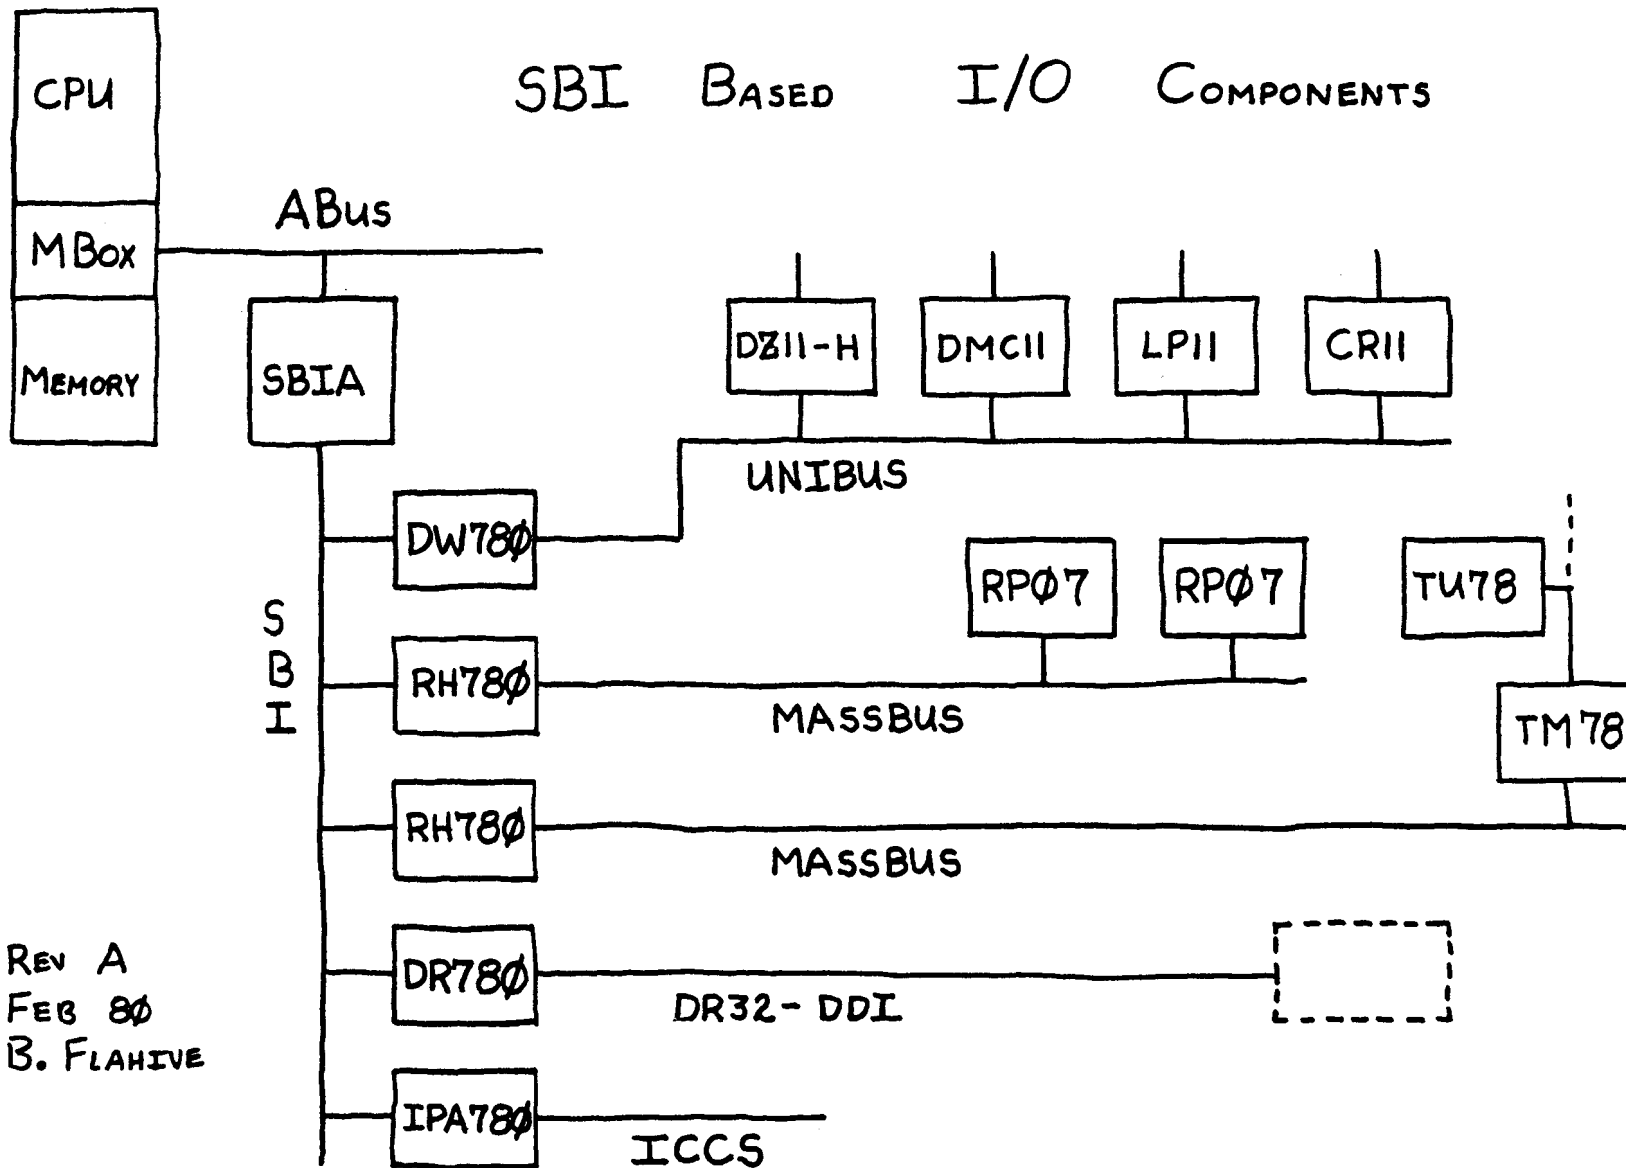 SBI BASED I/O COMPONENTS
CPU
MBOX
MEMORY
ABUS
SBIA
DZ11-H
DMC11
LP11
CR11
UNIBUS
DW78Ø
SBI
RPØ7
RPØ7
TU78
RH78Ø
MASSBUS
TM78
RH78Ø
MASSBUS
DR78Ø
DR32-DDI
IPA78Ø
ICCS
REV A
FEB 8Ø
B. FLAHIVE